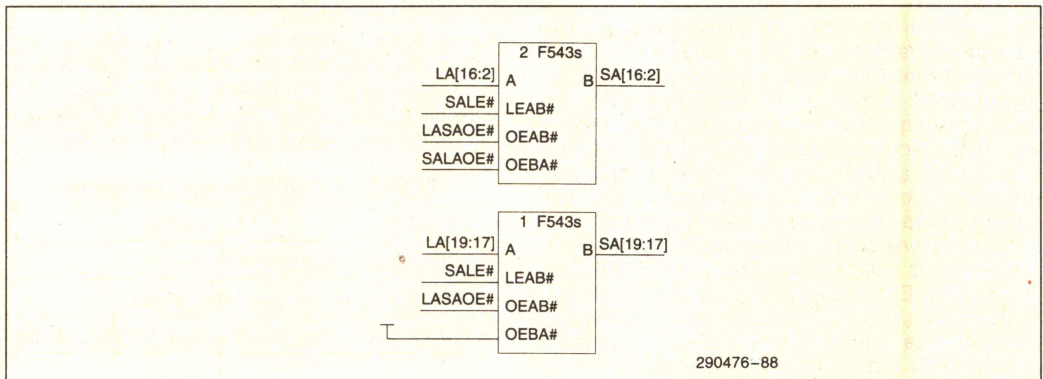 2 F543s
LA[16:2] A B SA[16:2]
SALE# LEAB#
LASAOE# OEAB#
SALAOE# OEBA#
1 F543s
LA[19:17] A B SA[19:17]
SALE# LEAB#
LASAOE# OEAB#
OEBA#
290476-88